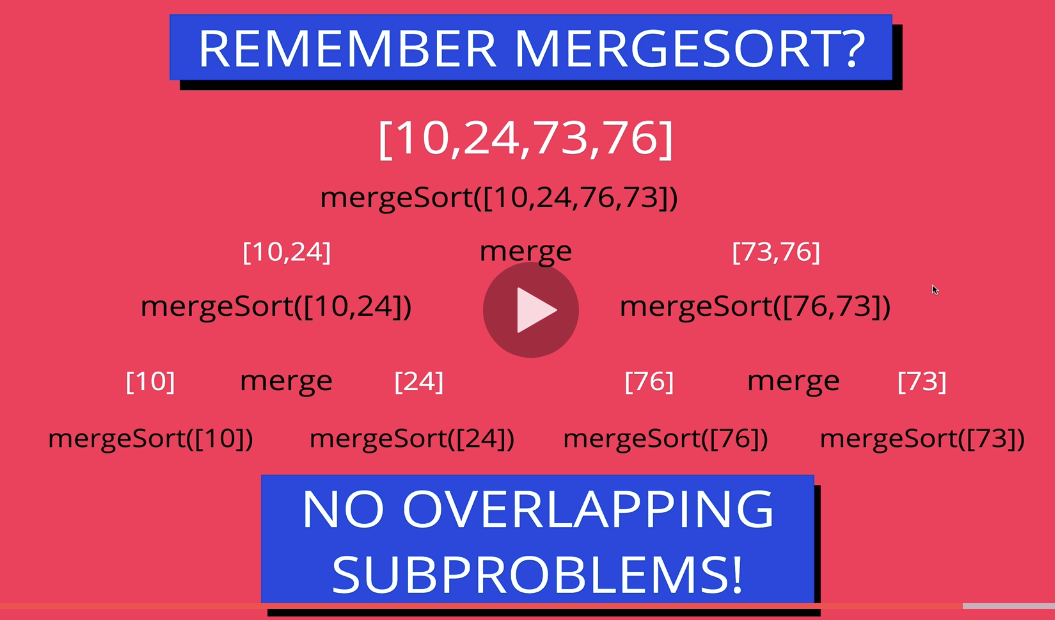 REMEMBER MERGESORT?
[10,24,73,76]
mergeSort([10,24,76,73])
[10,24] merge [73,76]
mergeSort([10,24]) mergeSort([76,73])
[10] merge [24] [76] merge [73]
mergeSort([10]) mergeSort([24]) mergeSort([76]) mergeSort([73])
NO OVERLAPPING
SUBPROBLEMS!